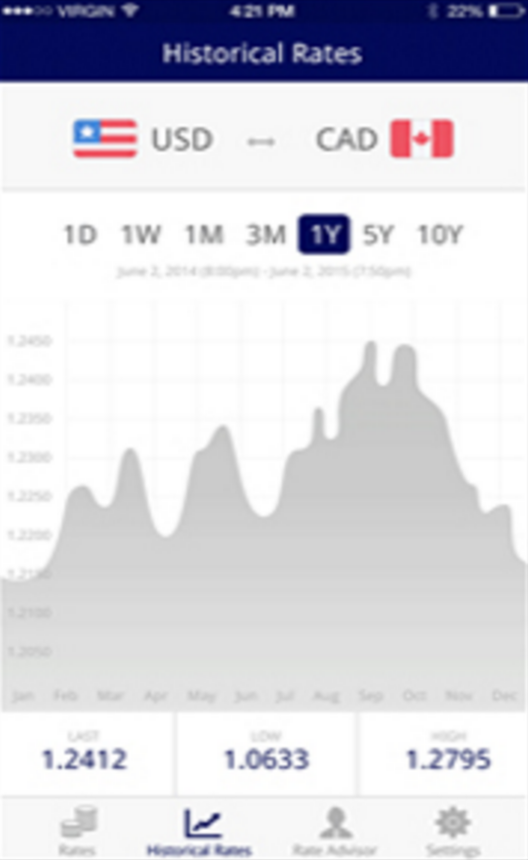 VIRGIN 4:21 PM 22%
Historical Rates
USD ↔ CAD
1D 1W 1M 3M 1Y 5Y 10Y
June 2, 2014 (8:00pm) - June 2, 2015 (7:50pm)
1.2450
1.2400
1.2350
1.2300
1.2250
1.2200
1.2150
1.2100
1.2050
Jan Feb Mar Apr May Jun Jul Aug Sep Oct Nov Dec
LAST LOW HIGH
1.2412 1.0633 1.2795
Rates Historical Rates Rate Advisor Settings